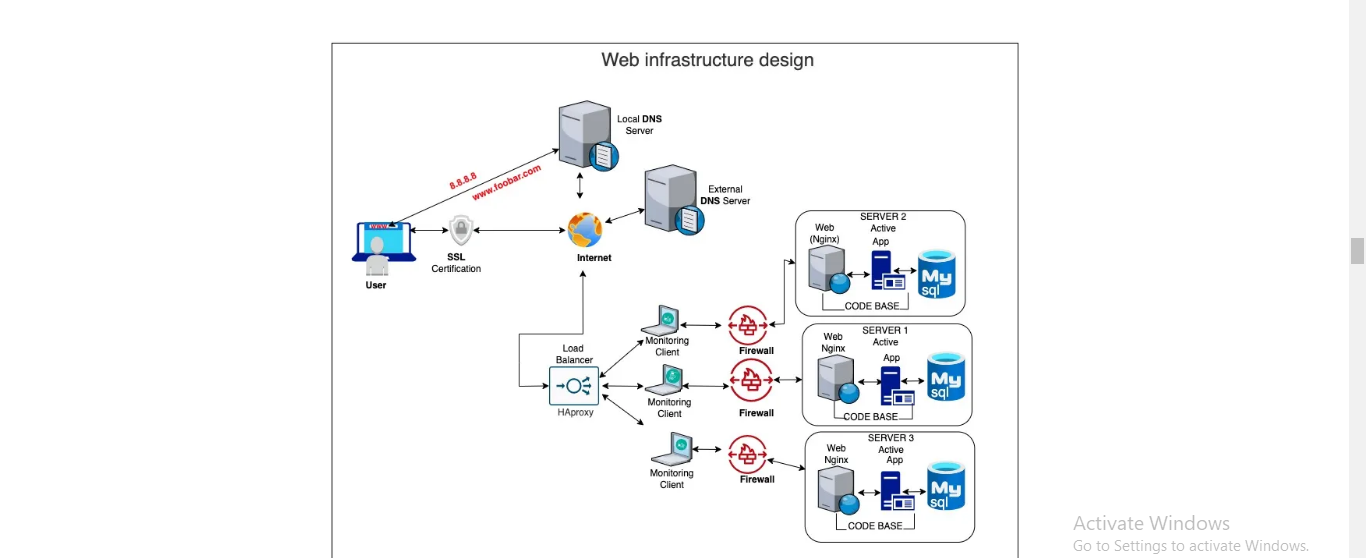 Web infrastructure design
Local DNS
Server
8.8.8.8
www.foobar.com
External
DNS Server
WWW
User
SSL
Certification
Internet
SERVER 2
Active
Web
(Nginx)
App
My
sql
CODE BASE
Load
Balancer
HAproxy
Monitoring
Client
Firewall
SERVER 1
Active
Web
Nginx
App
My
sql
CODE BASE
Monitoring
Client
Firewall
SERVER 3
Active
App
Web
Nginx
My
sql
CODE BASE
Monitoring
Client
Firewall
Activate Windows
Go to Settings to activate Windows.